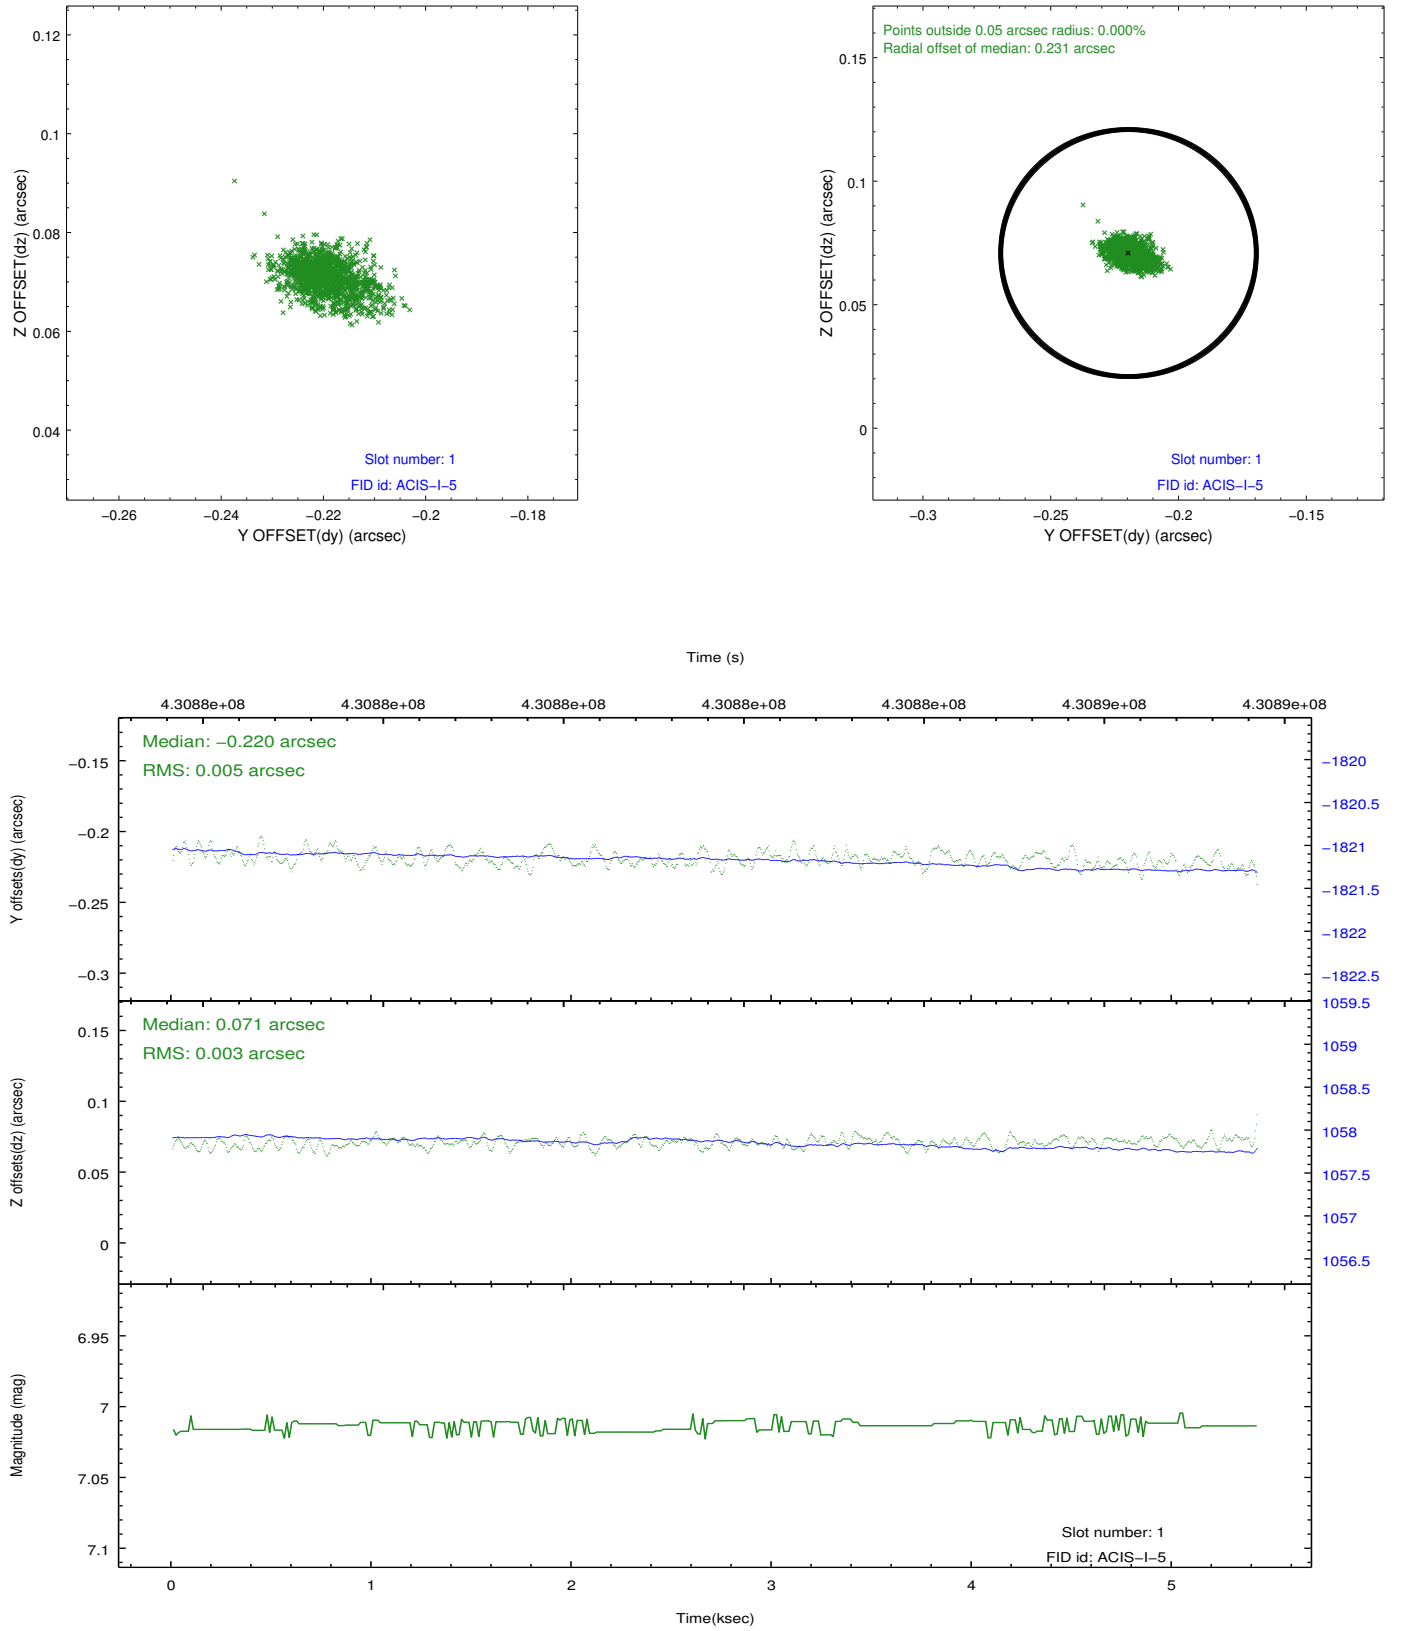 0.12
0.1
0.08
0.06
0.04
Z OFFSET(dz) (arcsec)
Slot number: 1
FID id: ACIS−I−5
−0.26 −0.24 −0.22 −0.2 −0.18
Y OFFSET(dy) (arcsec)
Points outside 0.05 arcsec radius: 0.000%
Radial offset of median: 0.231 arcsec
0.15
0.1
0.05
0
Z OFFSET(dz) (arcsec)
Slot number: 1
FID id: ACIS−I−5
−0.3 −0.25 −0.2 −0.15
Y OFFSET(dy) (arcsec)
Time (s)
4.3088e+08 4.3088e+08 4.3088e+08 4.3088e+08 4.3088e+08 4.3089e+08 4.3089e+08
Median: −0.220 arcsec
RMS: 0.005 arcsec
−0.15
−0.2
−0.25
−0.3
Y offsets(dy) (arcsec)
−1820
−1820.5
−1821
−1821.5
−1822
−1822.5
Median: 0.071 arcsec
RMS: 0.003 arcsec
0.15
0.1
0.05
0
Z offsets(dz) (arcsec)
1059.5
1059
1058.5
1058
1057.5
1057
1056.5
6.95
7
7.05
7.1
Magnitude (mag)
Slot number: 1
FID id: ACIS−I−5
0 1 2 3 4 5
Time(ksec)